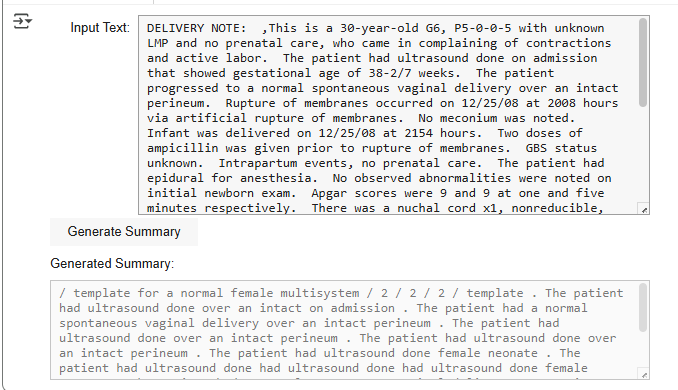 Input Text:
DELIVERY NOTE:  ,This is a 30-year-old G6, P5-0-0-5 with unknown
LMP and no prenatal care, who came in complaining of contractions
and active labor.  The patient had ultrasound done on admission
that showed gestational age of 38-2/7 weeks.  The patient
progressed to a normal spontaneous vaginal delivery over an intact
perineum.  Rupture of membranes occurred on 12/25/08 at 2008 hours
via artificial rupture of membranes.  No meconium was noted.
Infant was delivered on 12/25/08 at 2154 hours.  Two doses of
ampicillin was given prior to rupture of membranes.  GBS status
unknown.  Intrapartum events, no prenatal care.  The patient had
epidural for anesthesia.  No observed abnormalities were noted on
initial newborn exam.  Apgar scores were 9 and 9 at one and five
minutes respectively.  There was a nuchal cord x1, nonreducible,
Generate Summary
Generated Summary:
/ template for a normal female multisystem / 2 / 2 / 2 / template . The patient
had ultrasound done over an intact on admission . The patient had a normal
spontaneous vaginal delivery over an intact perineum . The patient had
ultrasound done over an intact perineum . The patient had ultrasound done over
an intact perineum . The patient had ultrasound done female neonate . The
patient had ultrasound done had ultrasound done had ultrasound done female